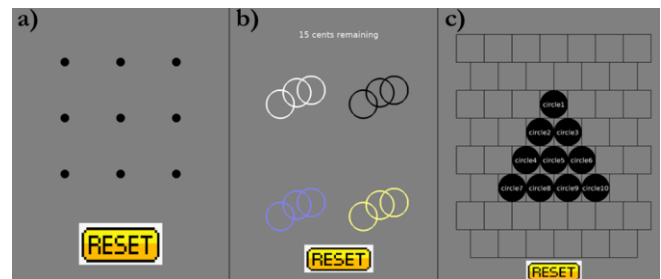 a)
RESET
b)
15 cents remaining
RESET
c)
circle1
circle2 circle3
circle4 circle5 circle6
circle7 circle8 circle9 circle10
RESET